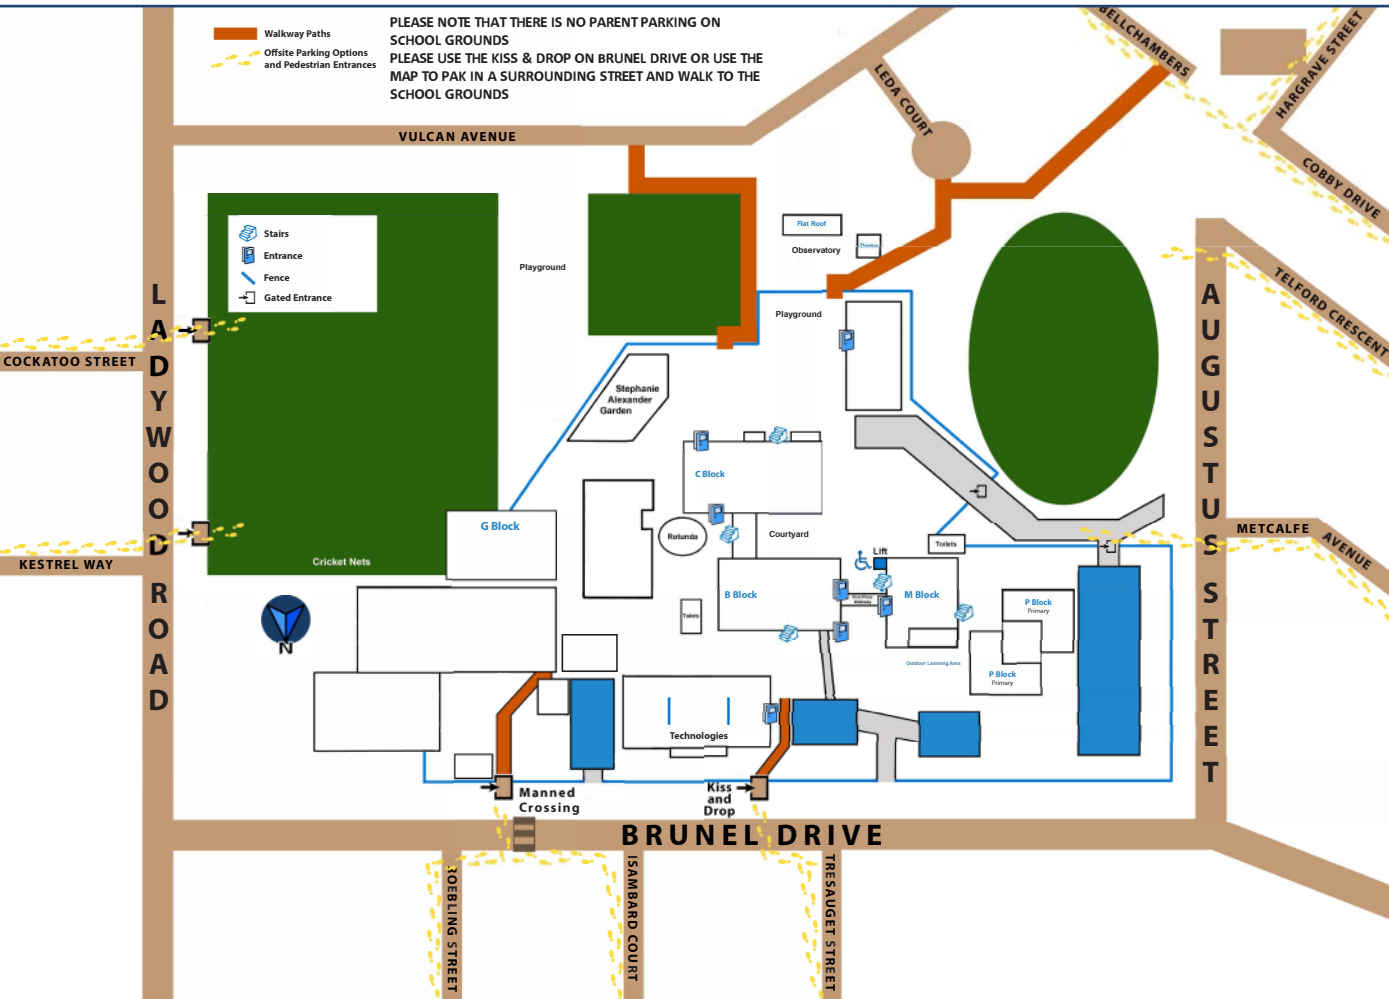 PLEASE NOTE THAT THERE IS NO PARENT PARKING ON
SCHOOL GROUNDS
PLEASE USE THE KISS & DROP ON BRUNEL DRIVE OR USE THE
MAP TO PAK IN A SURROUNDING STREET AND WALK TO THE
SCHOOL GROUNDS
Walkway Paths
Offsite Parking Options
and Pedestrian Entrances
BELLCHAMBERS
HARGRAVE STREET
LEDA COURT
VULCAN AVENUE
COBBY DRIVE
Stairs
Entrance
Fence
Gated Entrance
Flat Roof
Observatory
Playground
Playground
TELFORD CRESCENT
LADYWOOD ROAD
AUGUSTUS STREET
COCKATOO STREET
Stephanie
Alexander
Garden
C Block
G Block
Rotunda
Courtyard
Toilets
METCALFE
AVENUE
Cricket Nets
KESTREL WAY
Lift
B Block
M Block
P Block
Primary
Toilets
N
Outdoor Learning Area
P Block
Primary
Technologies
Manned
Crossing
Kiss
and
Drop
BRUNEL DRIVE
ROEBLING STREET
ISAMBARD COURT
TRESAUGET STREET